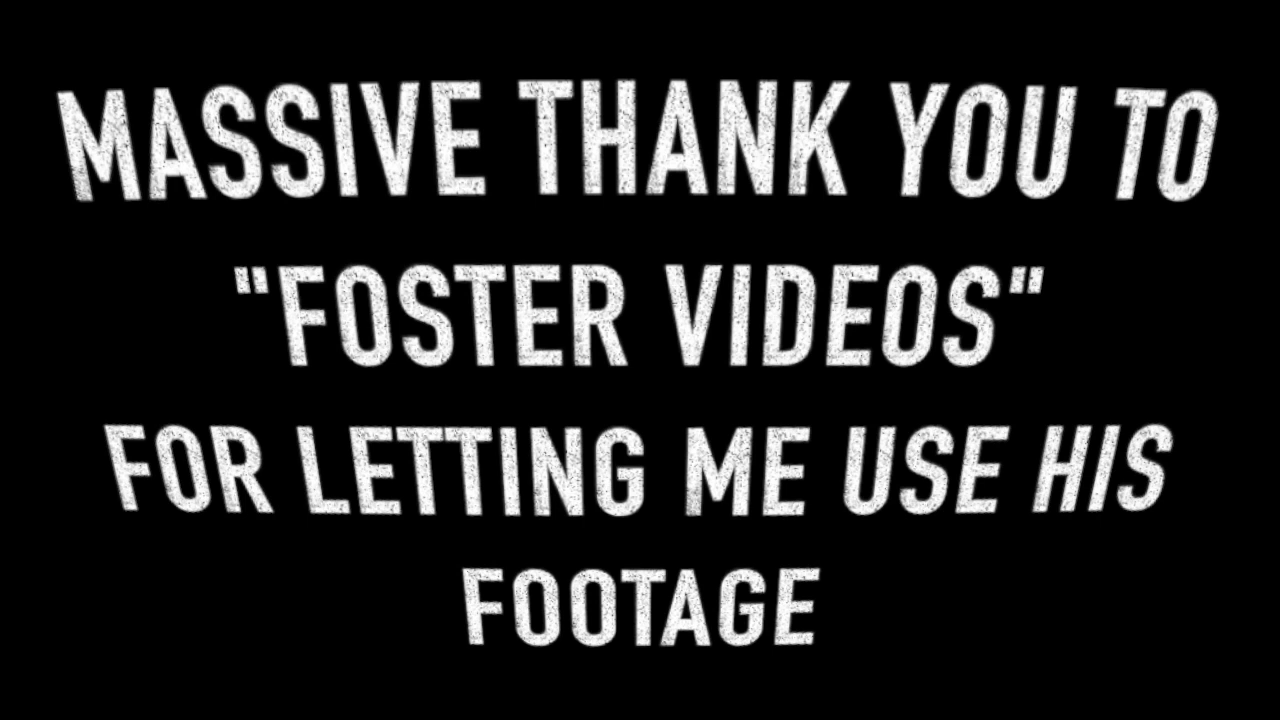 MASSIVE THANK YOU TO
"FOSTER VIDEOS"
FOR LETTING ME USE HIS
FOOTAGE